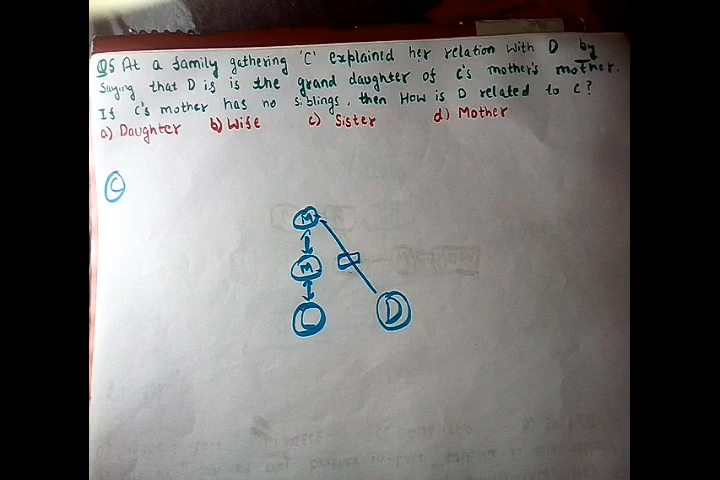 Q5 At a family gathering 'C' explained her relation with D by
saying that D is is the grand daughter of c's mother's mother.
If c's mother has no siblings, then How is D related to c?
a) Daughter b) Wife c) Sister d) Mother
C
M
M
C D